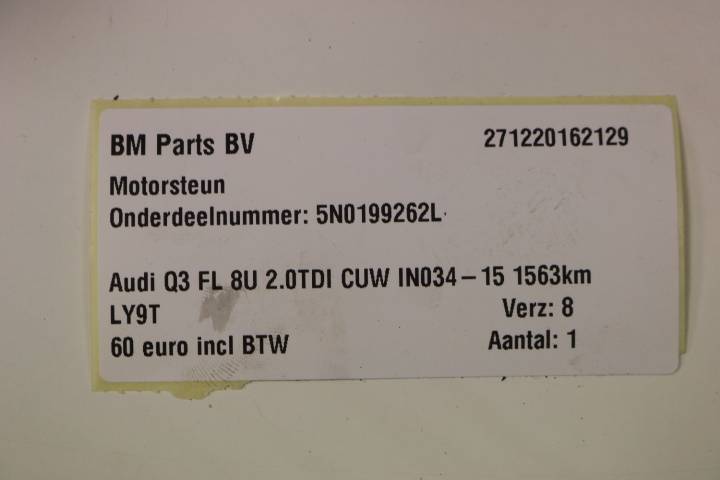 BM Parts BV 271220162129
Motorsteun
Onderdeelnummer: 5N0199262L
Audi Q3 FL 8U 2.0TDI CUW IN034-15 1563km
LY9T Verz: 8
60 euro incl BTW Aantal: 1